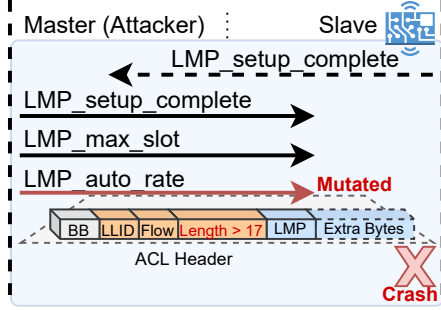 Master (Attacker) Slave
LMP_setup_complete
LMP_setup_complete
LMP_max_slot
LMP_auto_rate
Mutated
BB LLID Flow Length > 17 LMP Extra Bytes
ACL Header
Crash